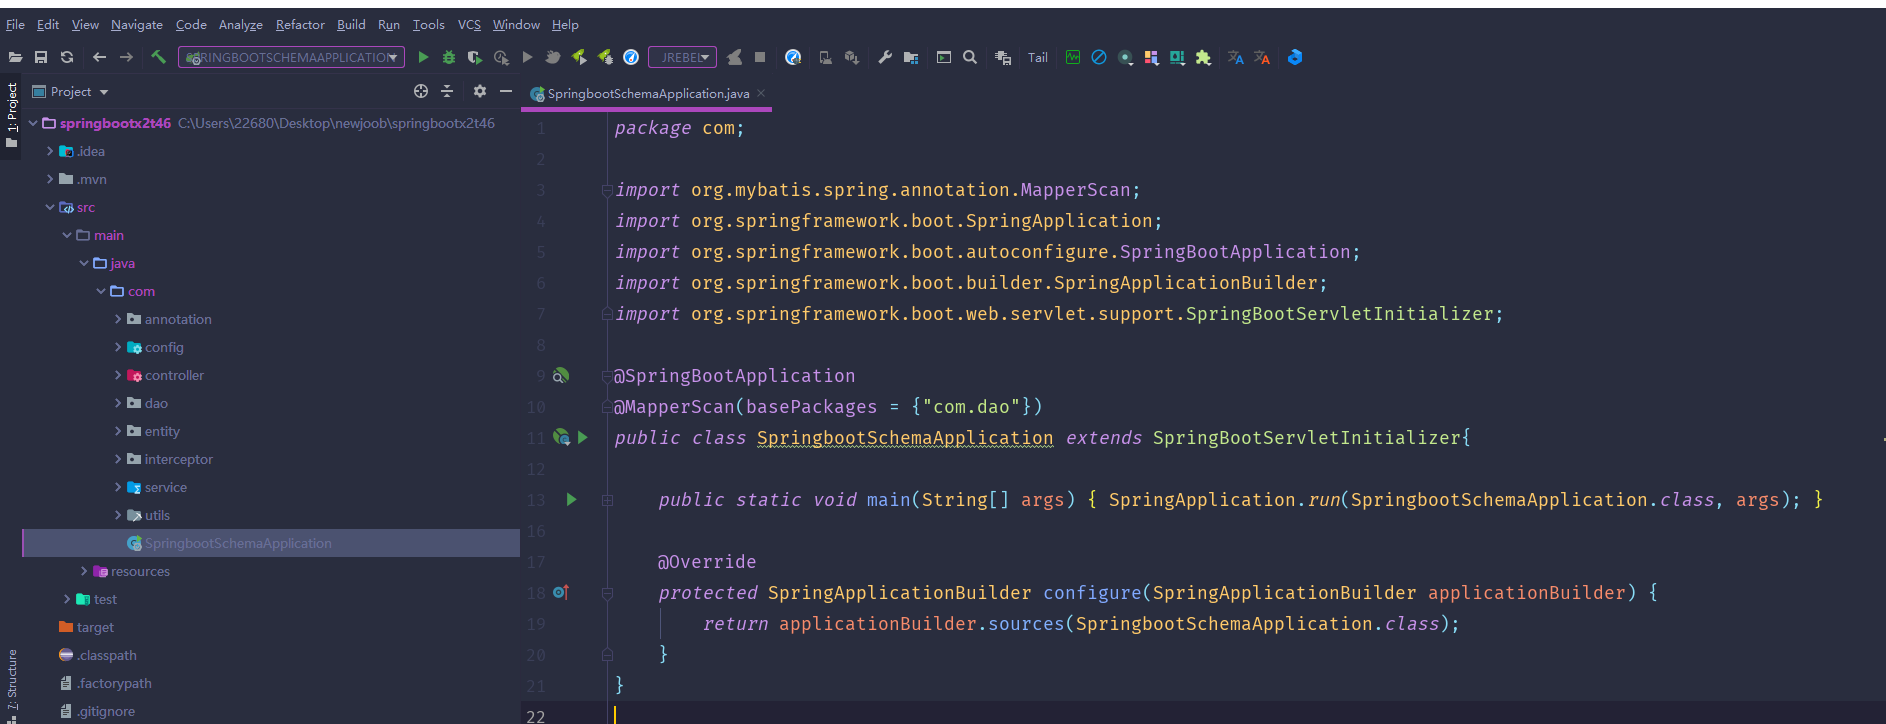 File Edit View Navigate Code Analyze Refactor Build Run Tools VCS Window Help
SPRINGBOOTSCHEMAAPPLICATION JREBEL Tail
1: Project
Project
SpringbootSchemaApplication.java
springbootx2t46 C:\Users\22680\Desktop\newjoob\springbootx2t46
.idea
.mvn
src
main
java
com
annotation
config
controller
dao
entity
interceptor
service
utils
SpringbootSchemaApplication
resources
test
target
.classpath
.factorypath
.gitignore
7: Structure
1 package com;
2
3 import org.mybatis.spring.annotation.MapperScan;
4 import org.springframework.boot.SpringApplication;
5 import org.springframework.boot.autoconfigure.SpringBootApplication;
6 import org.springframework.boot.builder.SpringApplicationBuilder;
7 import org.springframework.boot.web.servlet.support.SpringBootServletInitializer;
8
9 @SpringBootApplication
10 @MapperScan(basePackages = {"com.dao"})
11 public class SpringbootSchemaApplication extends SpringBootServletInitializer{
12
13 public static void main(String[] args) { SpringApplication.run(SpringbootSchemaApplication.class, args); }
16
17 @Override
18 protected SpringApplicationBuilder configure(SpringApplicationBuilder applicationBuilder) {
19 return applicationBuilder.sources(SpringbootSchemaApplication.class);
20 }
21 }
22